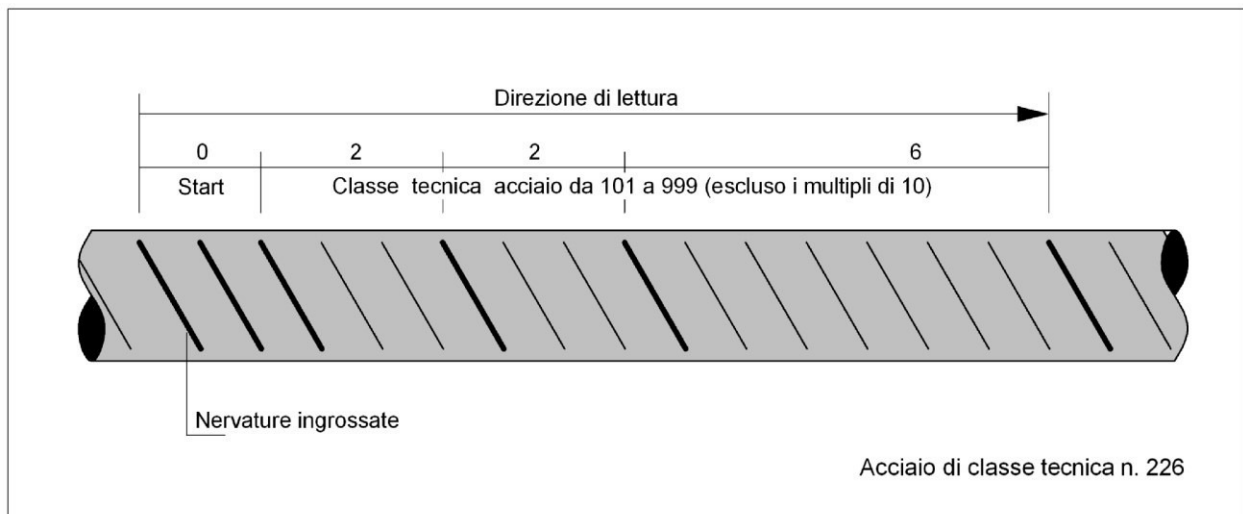 Direzione di lettura
0 2 2 6
Start Classe tecnica acciaio da 101 a 999 (escluso i multipli di 10)
Nervature ingrossate
Acciaio di classe tecnica n. 226